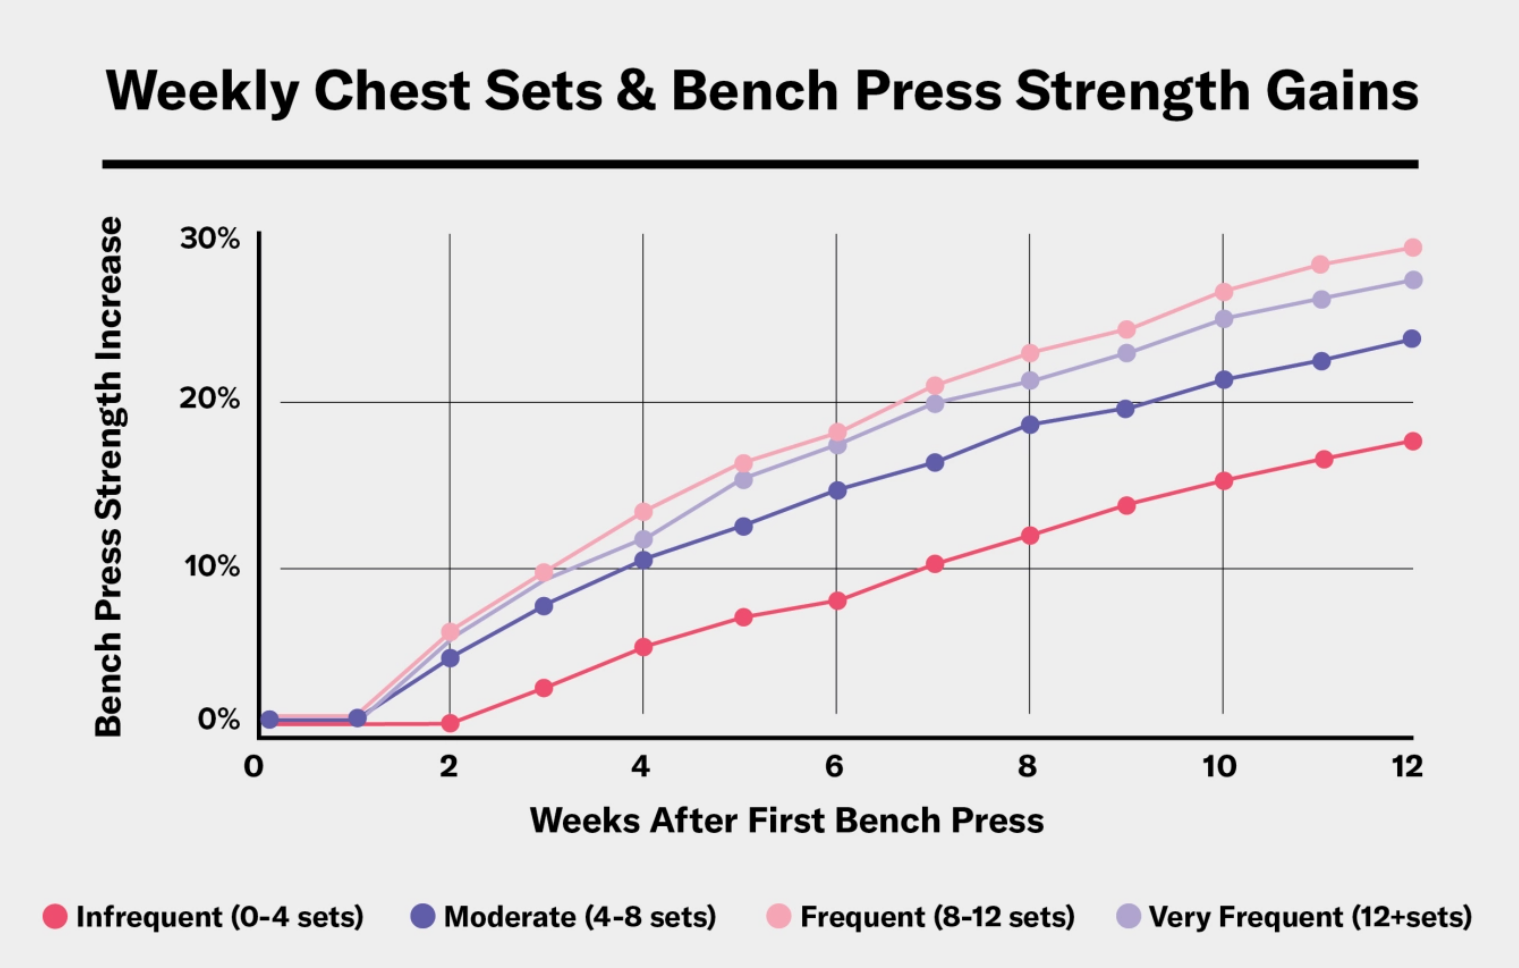 Weekly Chest Sets & Bench Press Strength Gains
Bench Press Strength Increase
30%
20%
10%
0%
0 2 4 6 8 10 12
Weeks After First Bench Press
Infrequent (0-4 sets) Moderate (4-8 sets) Frequent (8-12 sets) Very Frequent (12+sets)